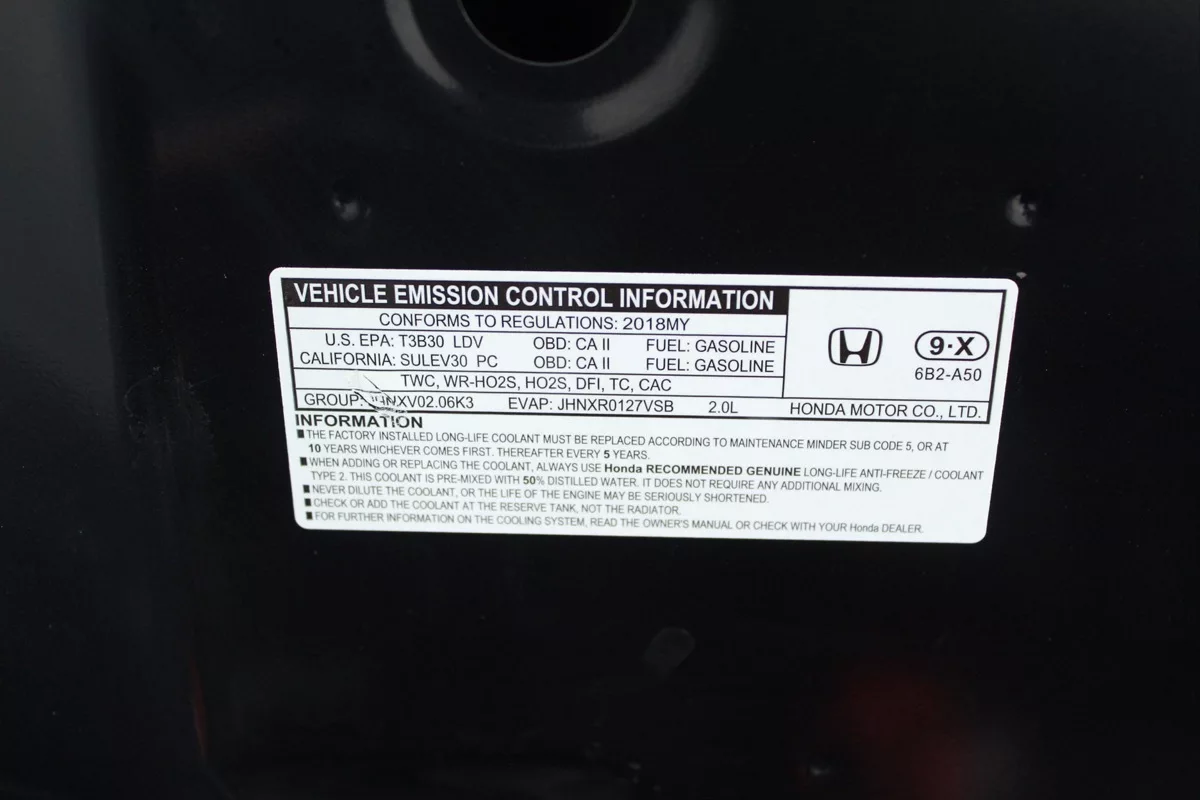 VEHICLE EMISSION CONTROL INFORMATION
CONFORMS TO REGULATIONS: 2018MY
U.S. EPA: T3B30 LDV OBD: CA II FUEL: GASOLINE
CALIFORNIA: SULEV30 PC OBD: CA II FUEL: GASOLINE
TWC, WR-HO2S, HO2S, DFI, TC, CAC
GROUP: JHNXV02.06K3 EVAP: JHNXR0127VSB 2.0L
9·X
6B2-A50
HONDA MOTOR CO., LTD.
INFORMATION
■THE FACTORY INSTALLED LONG-LIFE COOLANT MUST BE REPLACED ACCORDING TO MAINTENANCE MINDER SUB CODE 5, OR AT
10 YEARS WHICHEVER COMES FIRST. THEREAFTER EVERY 5 YEARS.
■WHEN ADDING OR REPLACING THE COOLANT, ALWAYS USE Honda RECOMMENDED GENUINE LONG-LIFE ANTI-FREEZE / COOLANT
TYPE 2. THIS COOLANT IS PRE-MIXED WITH 50% DISTILLED WATER. IT DOES NOT REQUIRE ANY ADDITIONAL MIXING.
■NEVER DILUTE THE COOLANT, OR THE LIFE OF THE ENGINE MAY BE SERIOUSLY SHORTENED.
■CHECK OR ADD THE COOLANT AT THE RESERVE TANK, NOT THE RADIATOR.
■FOR FURTHER INFORMATION ON THE COOLING SYSTEM, READ THE OWNER'S MANUAL OR CHECK WITH YOUR Honda DEALER.